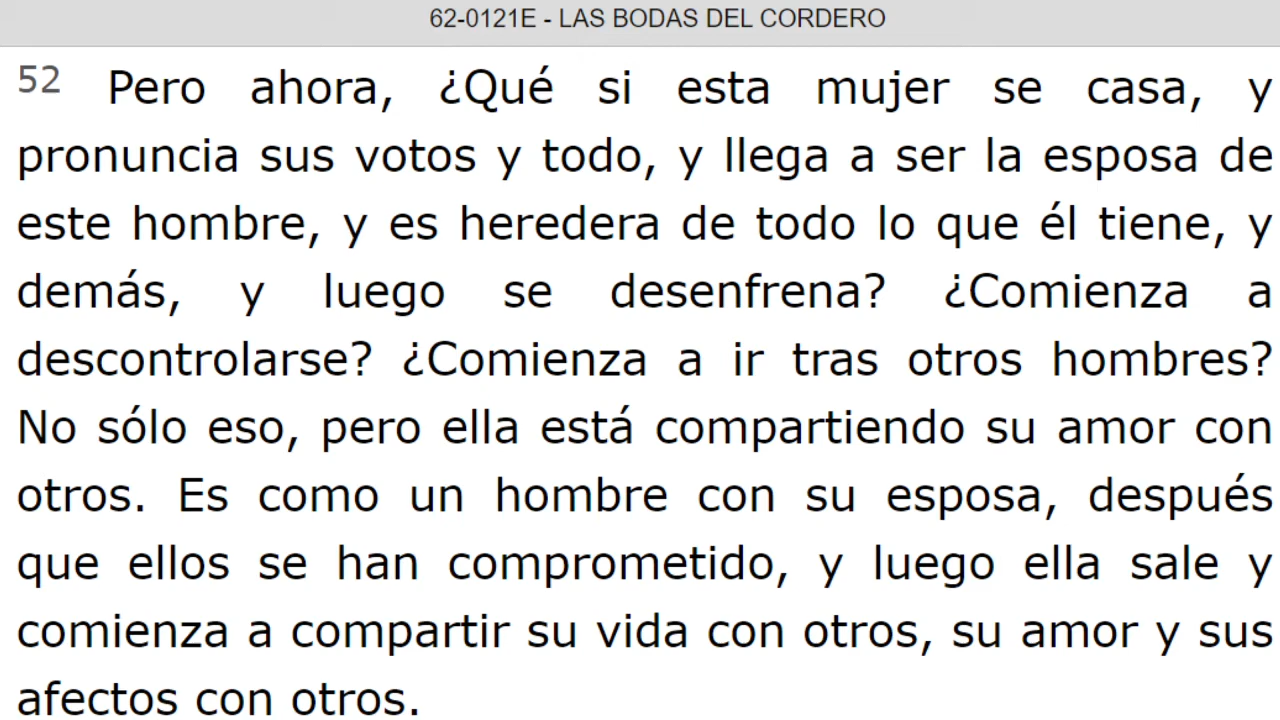 62-0121E - LAS BODAS DEL CORDERO
52 Pero ahora, ¿Qué si esta mujer se casa, y
pronuncia sus votos y todo, y llega a ser la esposa de
este hombre, y es heredera de todo lo que él tiene, y
demás, y luego se desenfrena? ¿Comienza a
descontrolarse? ¿Comienza a ir tras otros hombres?
No sólo eso, pero ella está compartiendo su amor con
otros. Es como un hombre con su esposa, después
que ellos se han comprometido, y luego ella sale y
comienza a compartir su vida con otros, su amor y sus
afectos con otros.